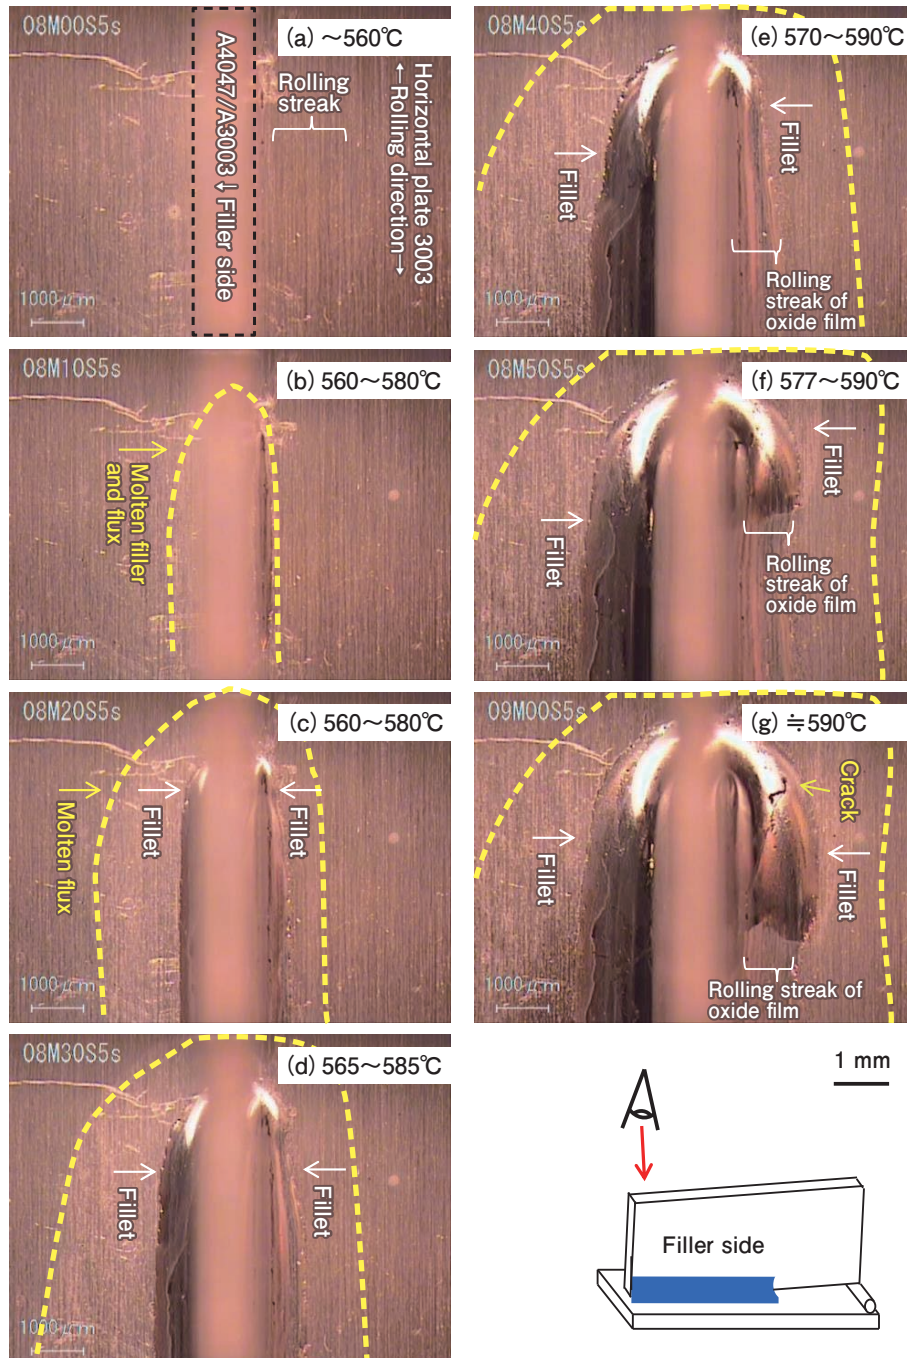 08M00S5s
(a) ～560℃
A4047/A3003 ↓ Filler side
Rolling
streak
Horizontal plate 3003
←Rolling direction→
1000μm
08M10S5s
(b) 560～580℃
Molten filler
and flux
1000μm
08M20S5s
(c) 560～580℃
Molten flux
Fillet
Fillet
1000μm
08M30S5s
(d) 565～585℃
Fillet
Fillet
1000μm
08M40S5s
(e) 570～590℃
Fillet
Fillet
Rolling
streak of
oxide film
1000μm
08M50S5s
(f) 577～590℃
Fillet
Fillet
Rolling
streak of
oxide film
1000μm
09M00S5s
(g) ≒590℃
Crack
Fillet
Fillet
Rolling streak of
oxide film
1000μm
1 mm
Filler side